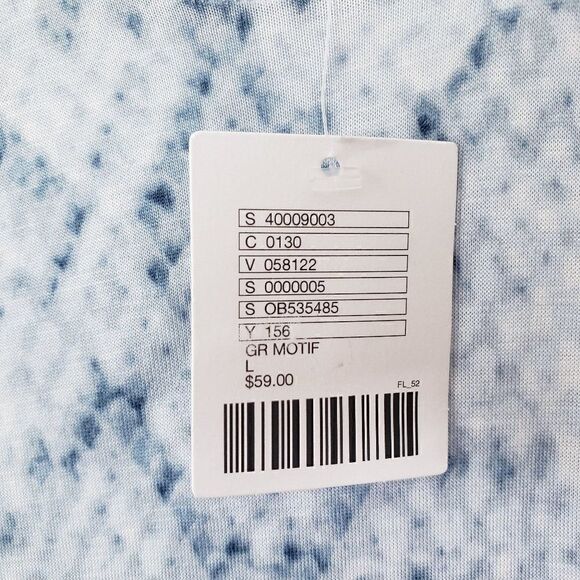 S 40009003
C 0130
V 058122
S 0000005
S OB535485
Y 156
GR MOTIF
L
$59.00
FL_52